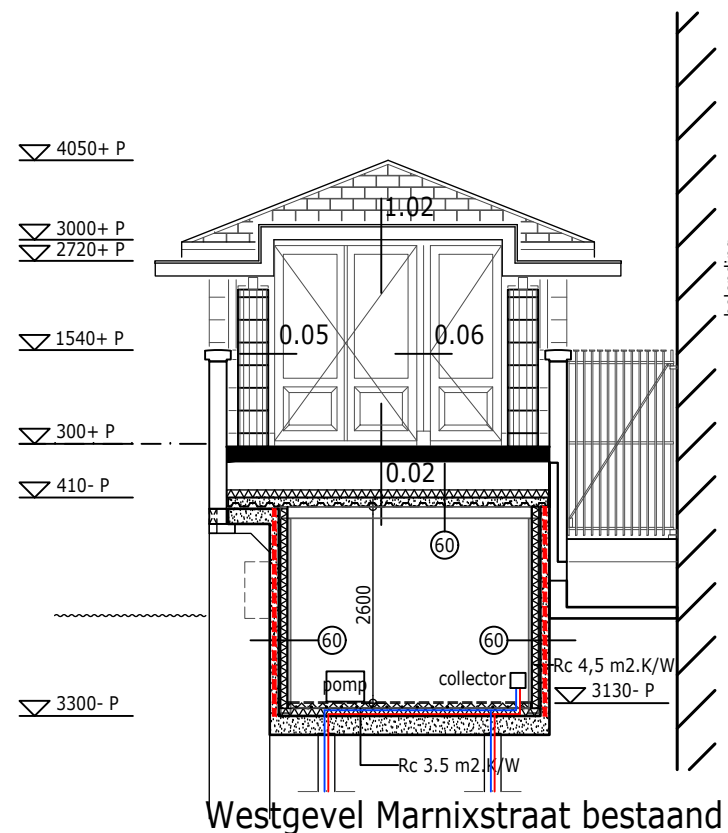 4050+ P
3000+ P
2720+ P
1.02
1540+ P
0.05
0.06
300+ P
410- P
0.02
60
2600
60
60
Rc 4,5 m2.K/W
pomp
collector
3300- P
3130- P
Rc 3.5 m2.K/W
Westgevel Marnixstraat bestaand